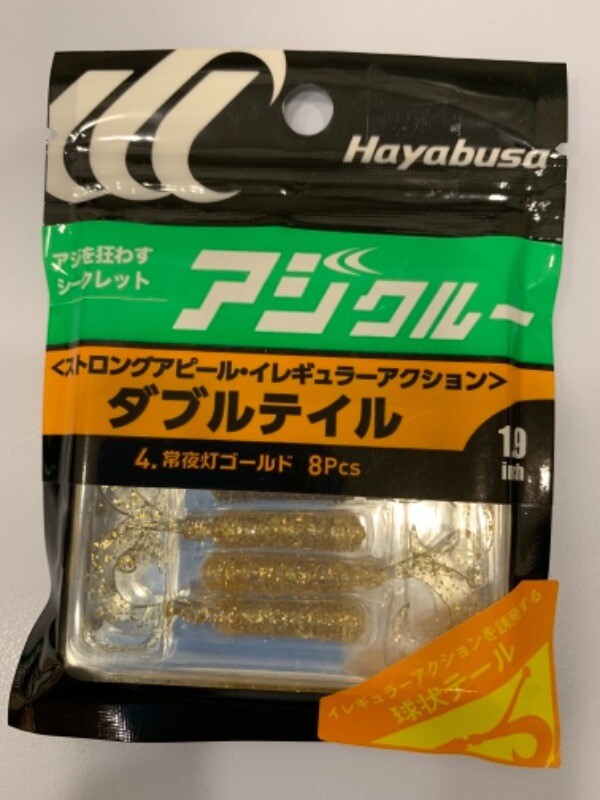 Hayabusa
アジを狂わす
シークレット
アジクルー
<ストロングアピール・イレギュラーアクション>
ダブルテイル
1.9
inch
4. 常夜灯ゴールド 8Pcs
イレギュラーアクションを誘発する
球状テール